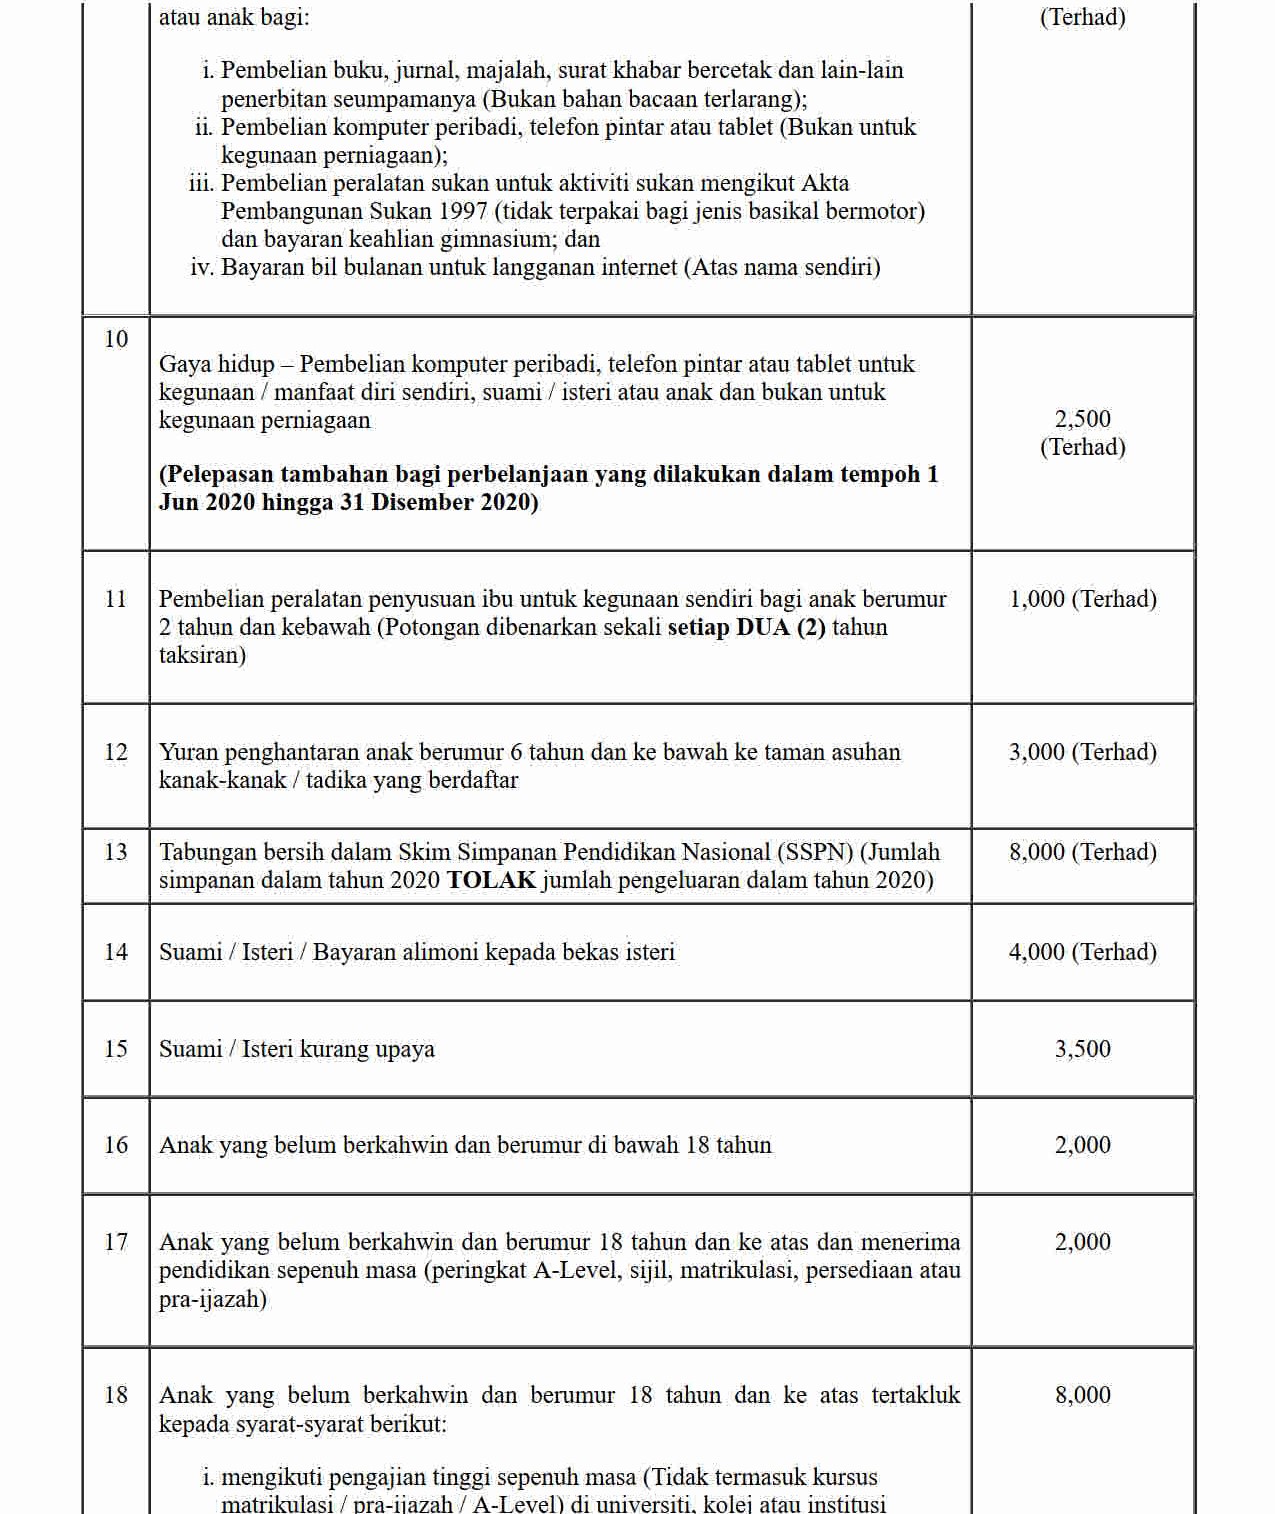 atau anak bagi:
(Terhad)
i. Pembelian buku, jurnal, majalah, surat khabar bercetak dan lain-lain
penerbitan seumpamanya (Bukan bahan bacaan terlarang);
ii. Pembelian komputer peribadi, telefon pintar atau tablet (Bukan untuk
kegunaan perniagaan);
iii. Pembelian peralatan sukan untuk aktiviti sukan mengikut Akta
Pembangunan Sukan 1997 (tidak terpakai bagi jenis basikal bermotor)
dan bayaran keahlian gimnasium; dan
iv. Bayaran bil bulanan untuk langganan internet (Atas nama sendiri)
10
Gaya hidup – Pembelian komputer peribadi, telefon pintar atau tablet untuk
kegunaan / manfaat diri sendiri, suami / isteri atau anak dan bukan untuk
kegunaan perniagaan
(Pelepasan tambahan bagi perbelanjaan yang dilakukan dalam tempoh 1
Jun 2020 hingga 31 Disember 2020)
2,500
(Terhad)
11
Pembelian peralatan penyusuan ibu untuk kegunaan sendiri bagi anak berumur
2 tahun dan kebawah (Potongan dibenarkan sekali setiap DUA (2) tahun
taksiran)
1,000 (Terhad)
12
Yuran penghantaran anak berumur 6 tahun dan ke bawah ke taman asuhan
kanak-kanak / tadika yang berdaftar
3,000 (Terhad)
13
Tabungan bersih dalam Skim Simpanan Pendidikan Nasional (SSPN) (Jumlah
simpanan dalam tahun 2020 TOLAK jumlah pengeluaran dalam tahun 2020)
8,000 (Terhad)
14
Suami / Isteri / Bayaran alimoni kepada bekas isteri
4,000 (Terhad)
15
Suami / Isteri kurang upaya
3,500
16
Anak yang belum berkahwin dan berumur di bawah 18 tahun
2,000
17
Anak yang belum berkahwin dan berumur 18 tahun dan ke atas dan menerima
pendidikan sepenuh masa (peringkat A-Level, sijil, matrikulasi, persediaan atau
pra-ijazah)
2,000
18
Anak yang belum berkahwin dan berumur 18 tahun dan ke atas tertakluk
kepada syarat-syarat berikut:
8,000
i. mengikuti pengajian tinggi sepenuh masa (Tidak termasuk kursus
matrikulasi / pra-ijazah / A-Level) di universiti, kolej atau institusi